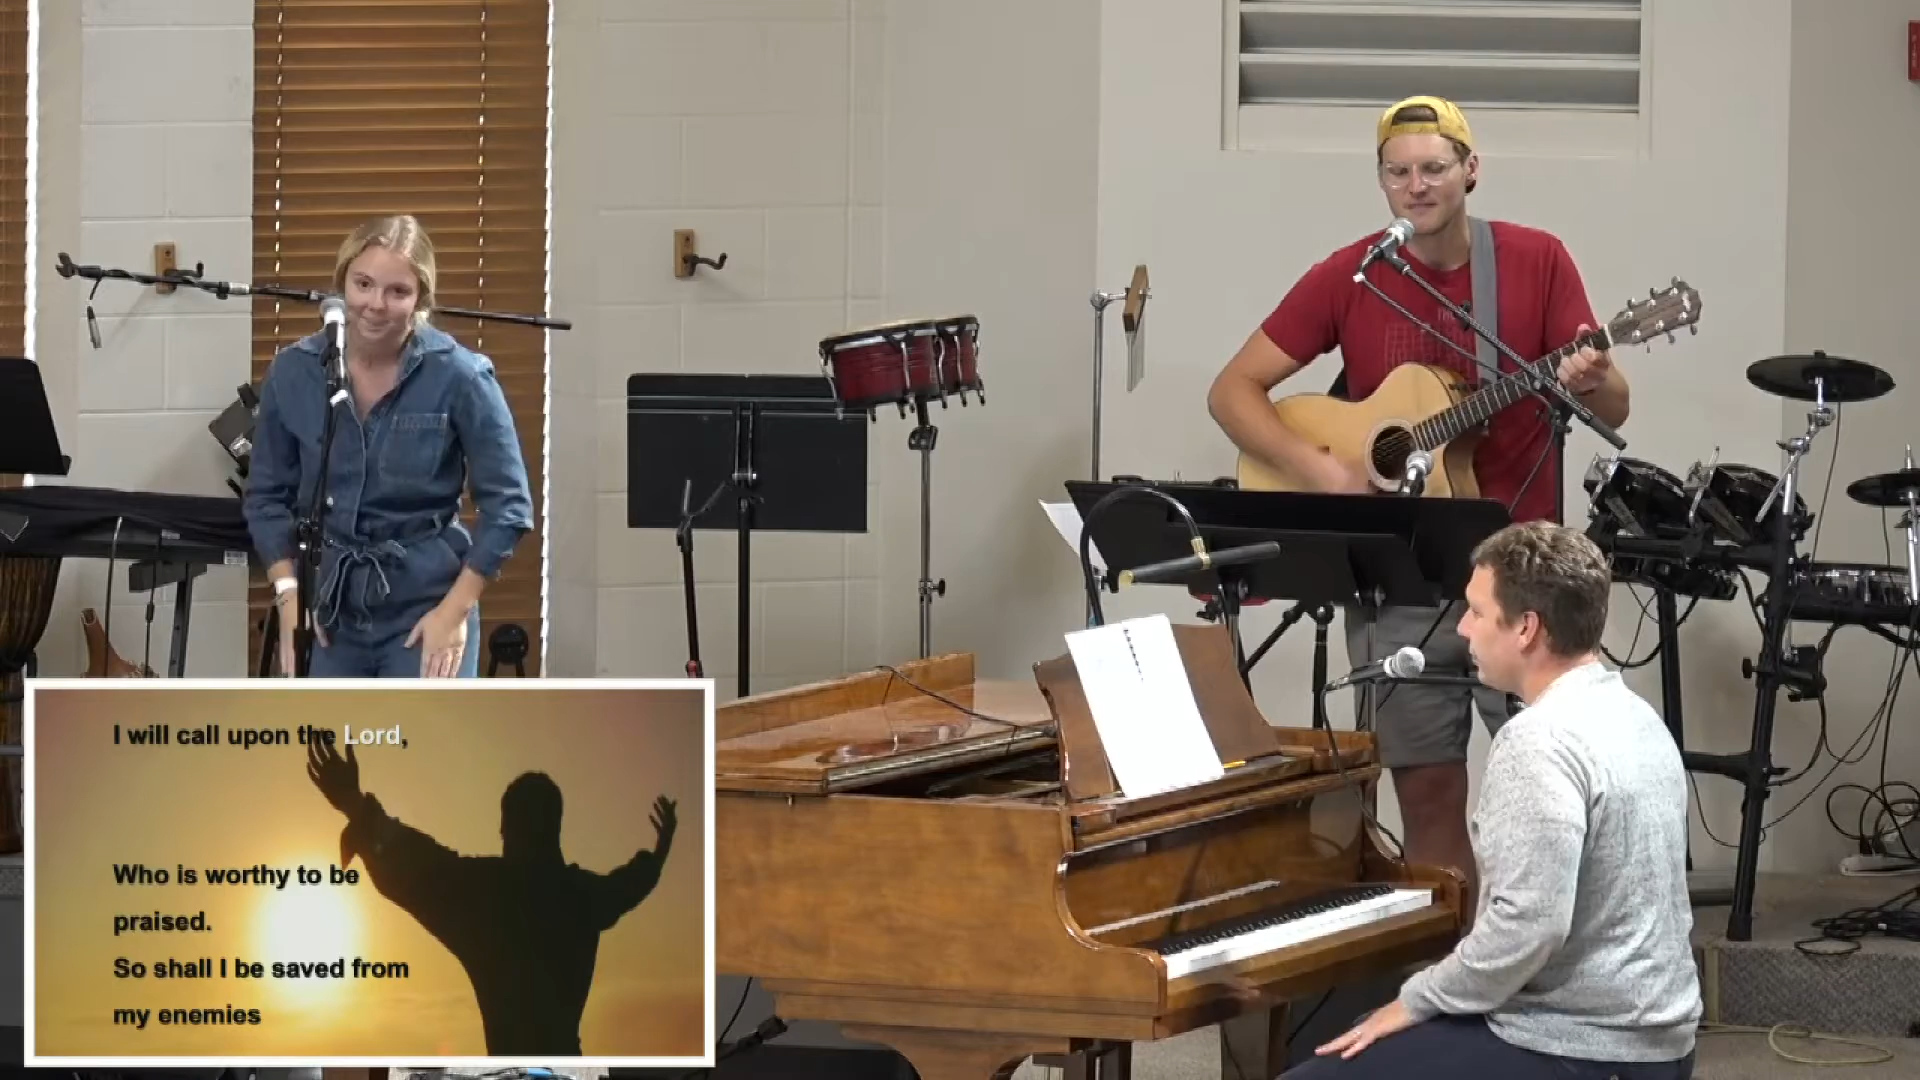 I will call upon the Lord,
Who is worthy to be
praised.
So shall I be saved from
my enemies